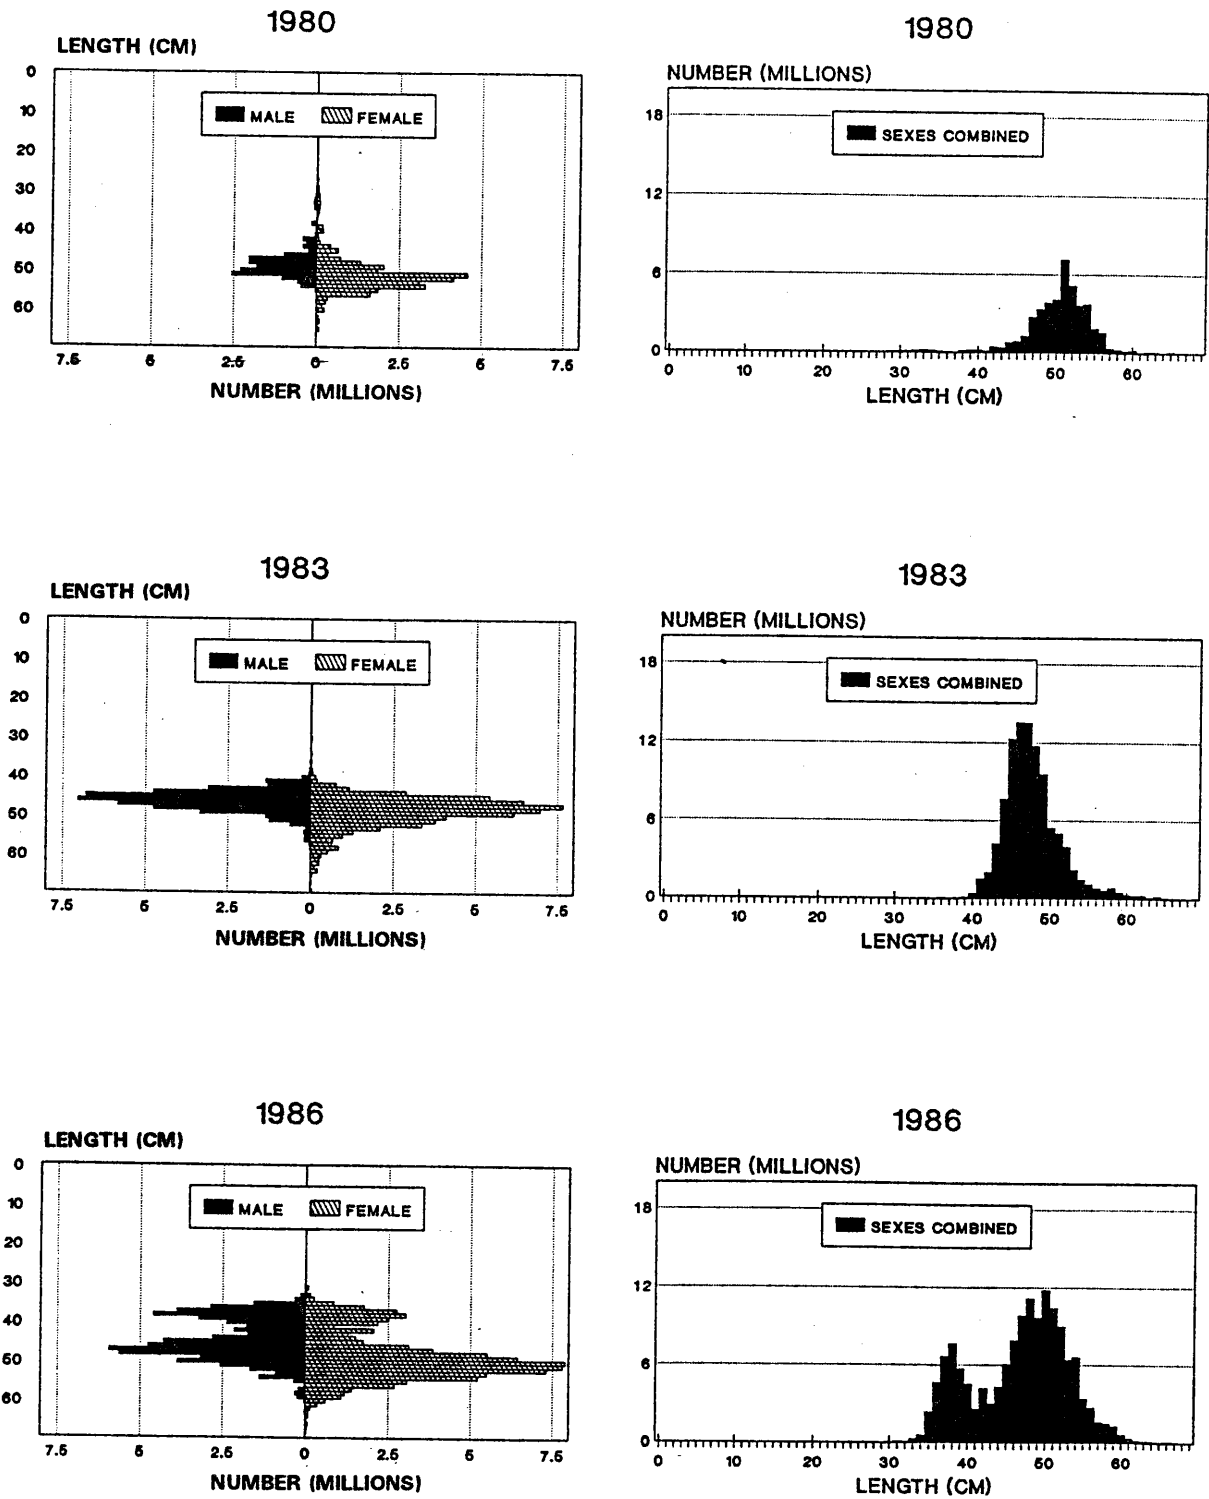 1980
LENGTH (CM)
0
10
20
30
40
50
60
MALE FEMALE
7.5 5 2.5 0 2.5 5 7.5
NUMBER (MILLIONS)
1980
NUMBER (MILLIONS)
18
12
6
0
SEXES COMBINED
0 10 20 30 40 50 60
LENGTH (CM)
1983
LENGTH (CM)
0
10
20
30
40
50
60
MALE FEMALE
7.5 5 2.5 0 2.5 5 7.5
NUMBER (MILLIONS)
1983
NUMBER (MILLIONS)
18
12
6
0
SEXES COMBINED
0 10 20 30 40 50 60
LENGTH (CM)
1986
LENGTH (CM)
0
10
20
30
40
50
60
MALE FEMALE
7.5 5 2.5 0 2.5 5 7.5
NUMBER (MILLIONS)
1986
NUMBER (MILLIONS)
18
12
6
0
SEXES COMBINED
0 10 20 30 40 50 60
LENGTH (CM)